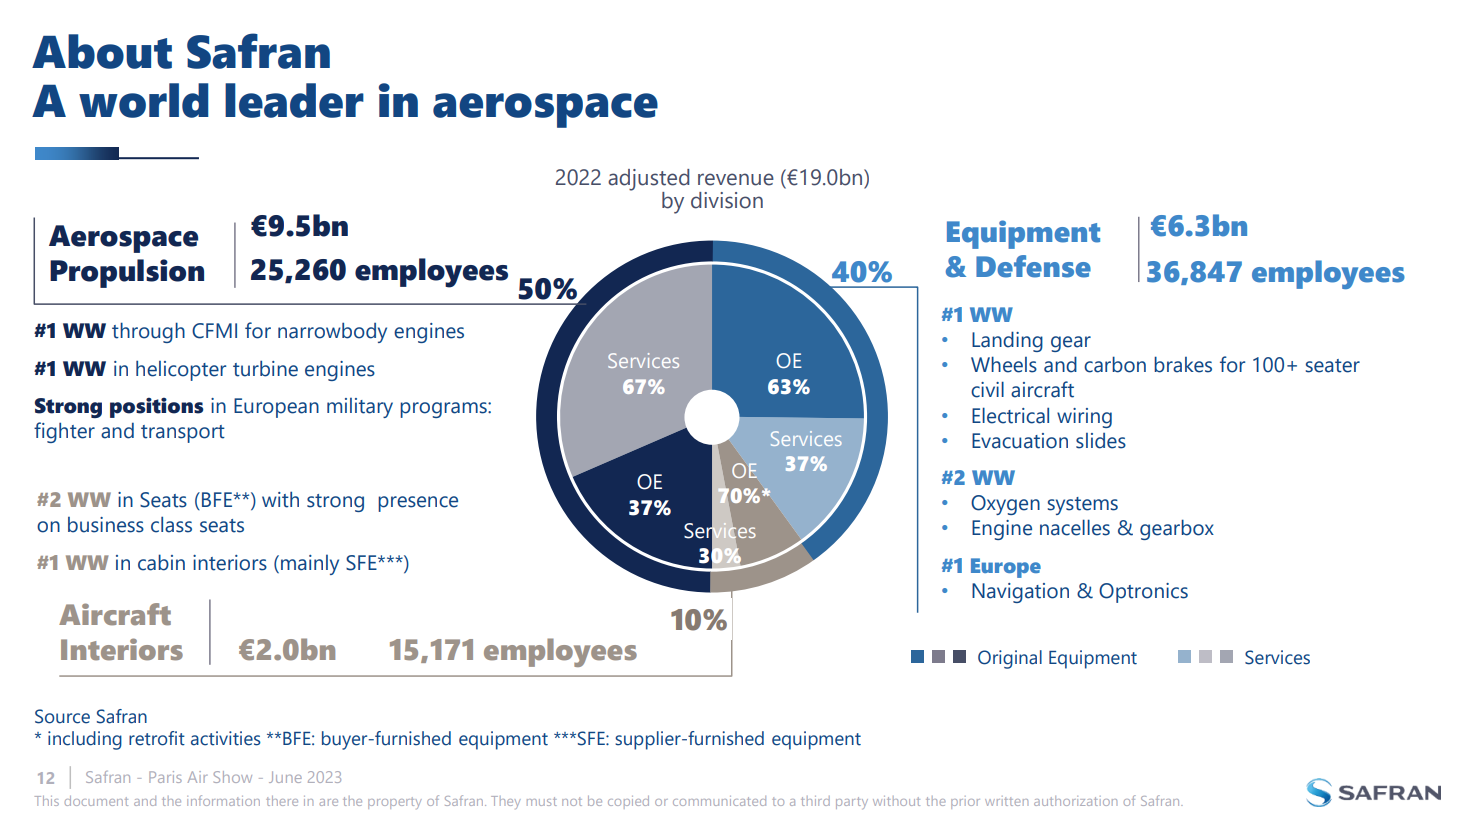 About Safran
A world leader in aerospace
2022 adjusted revenue (€19.0bn)
by division
Aerospace
Propulsion
€9.5bn
25,260 employees
50%
#1 WW through CFMI for narrowbody engines
#1 WW in helicopter turbine engines
Strong positions in European military programs:
fighter and transport
#2 WW in Seats (BFE**) with strong presence
on business class seats
#1 WW in cabin interiors (mainly SFE***)
Aircraft
Interiors
€2.0bn
15,171 employees
10%
Services
67%
OE
63%
Services
37%
OE
70%*
Services
30%
OE
37%
40%
Equipment
& Defense
€6.3bn
36,847 employees
#1 WW
• Landing gear
• Wheels and carbon brakes for 100+ seater
civil aircraft
• Electrical wiring
• Evacuation slides
#2 WW
• Oxygen systems
• Engine nacelles & gearbox
#1 Europe
• Navigation & Optronics
Original Equipment
Services
Source Safran
* including retrofit activities **BFE: buyer-furnished equipment ***SFE: supplier-furnished equipment
12 Safran - Paris Air Show - June 2023
This document and the information there in are the property of Safran. They must not be copied or communicated to a third party without the prior written authorization of Safran.
SAFRAN